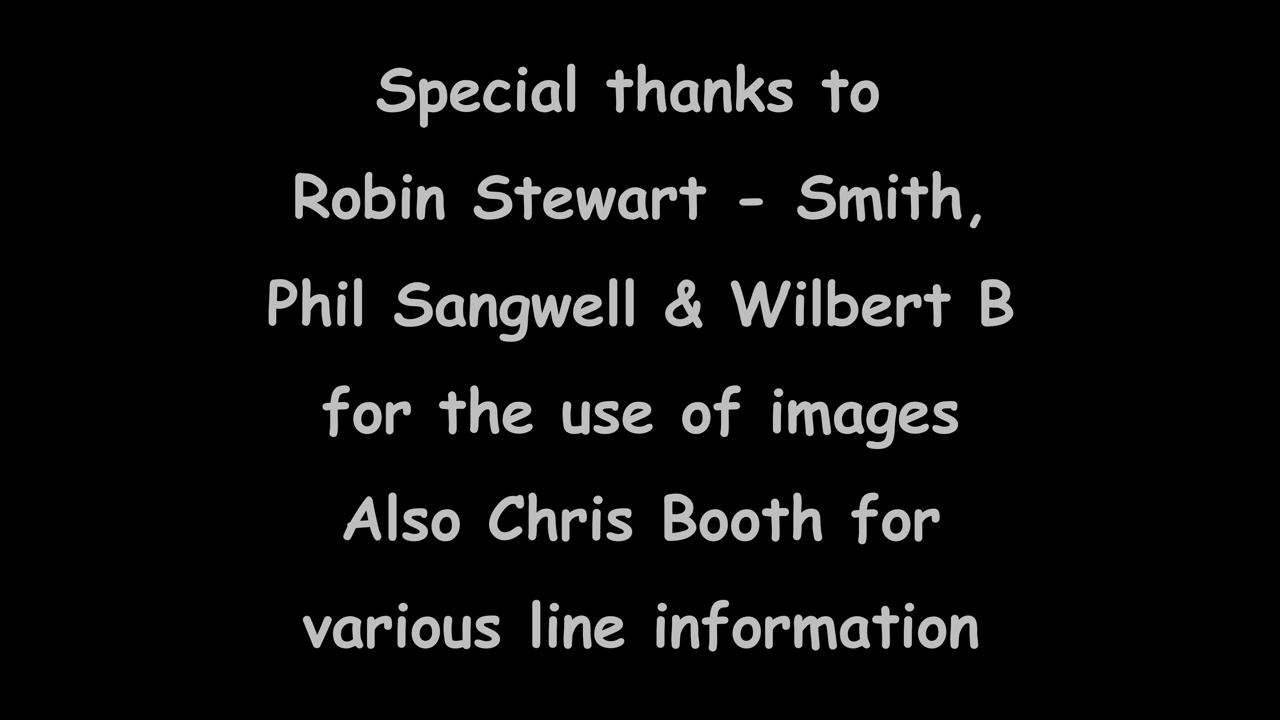 Special thanks to
Robin Stewart - Smith,
Phil Sangwell & Wilbert B
for the use of images
Also Chris Booth for
various line information